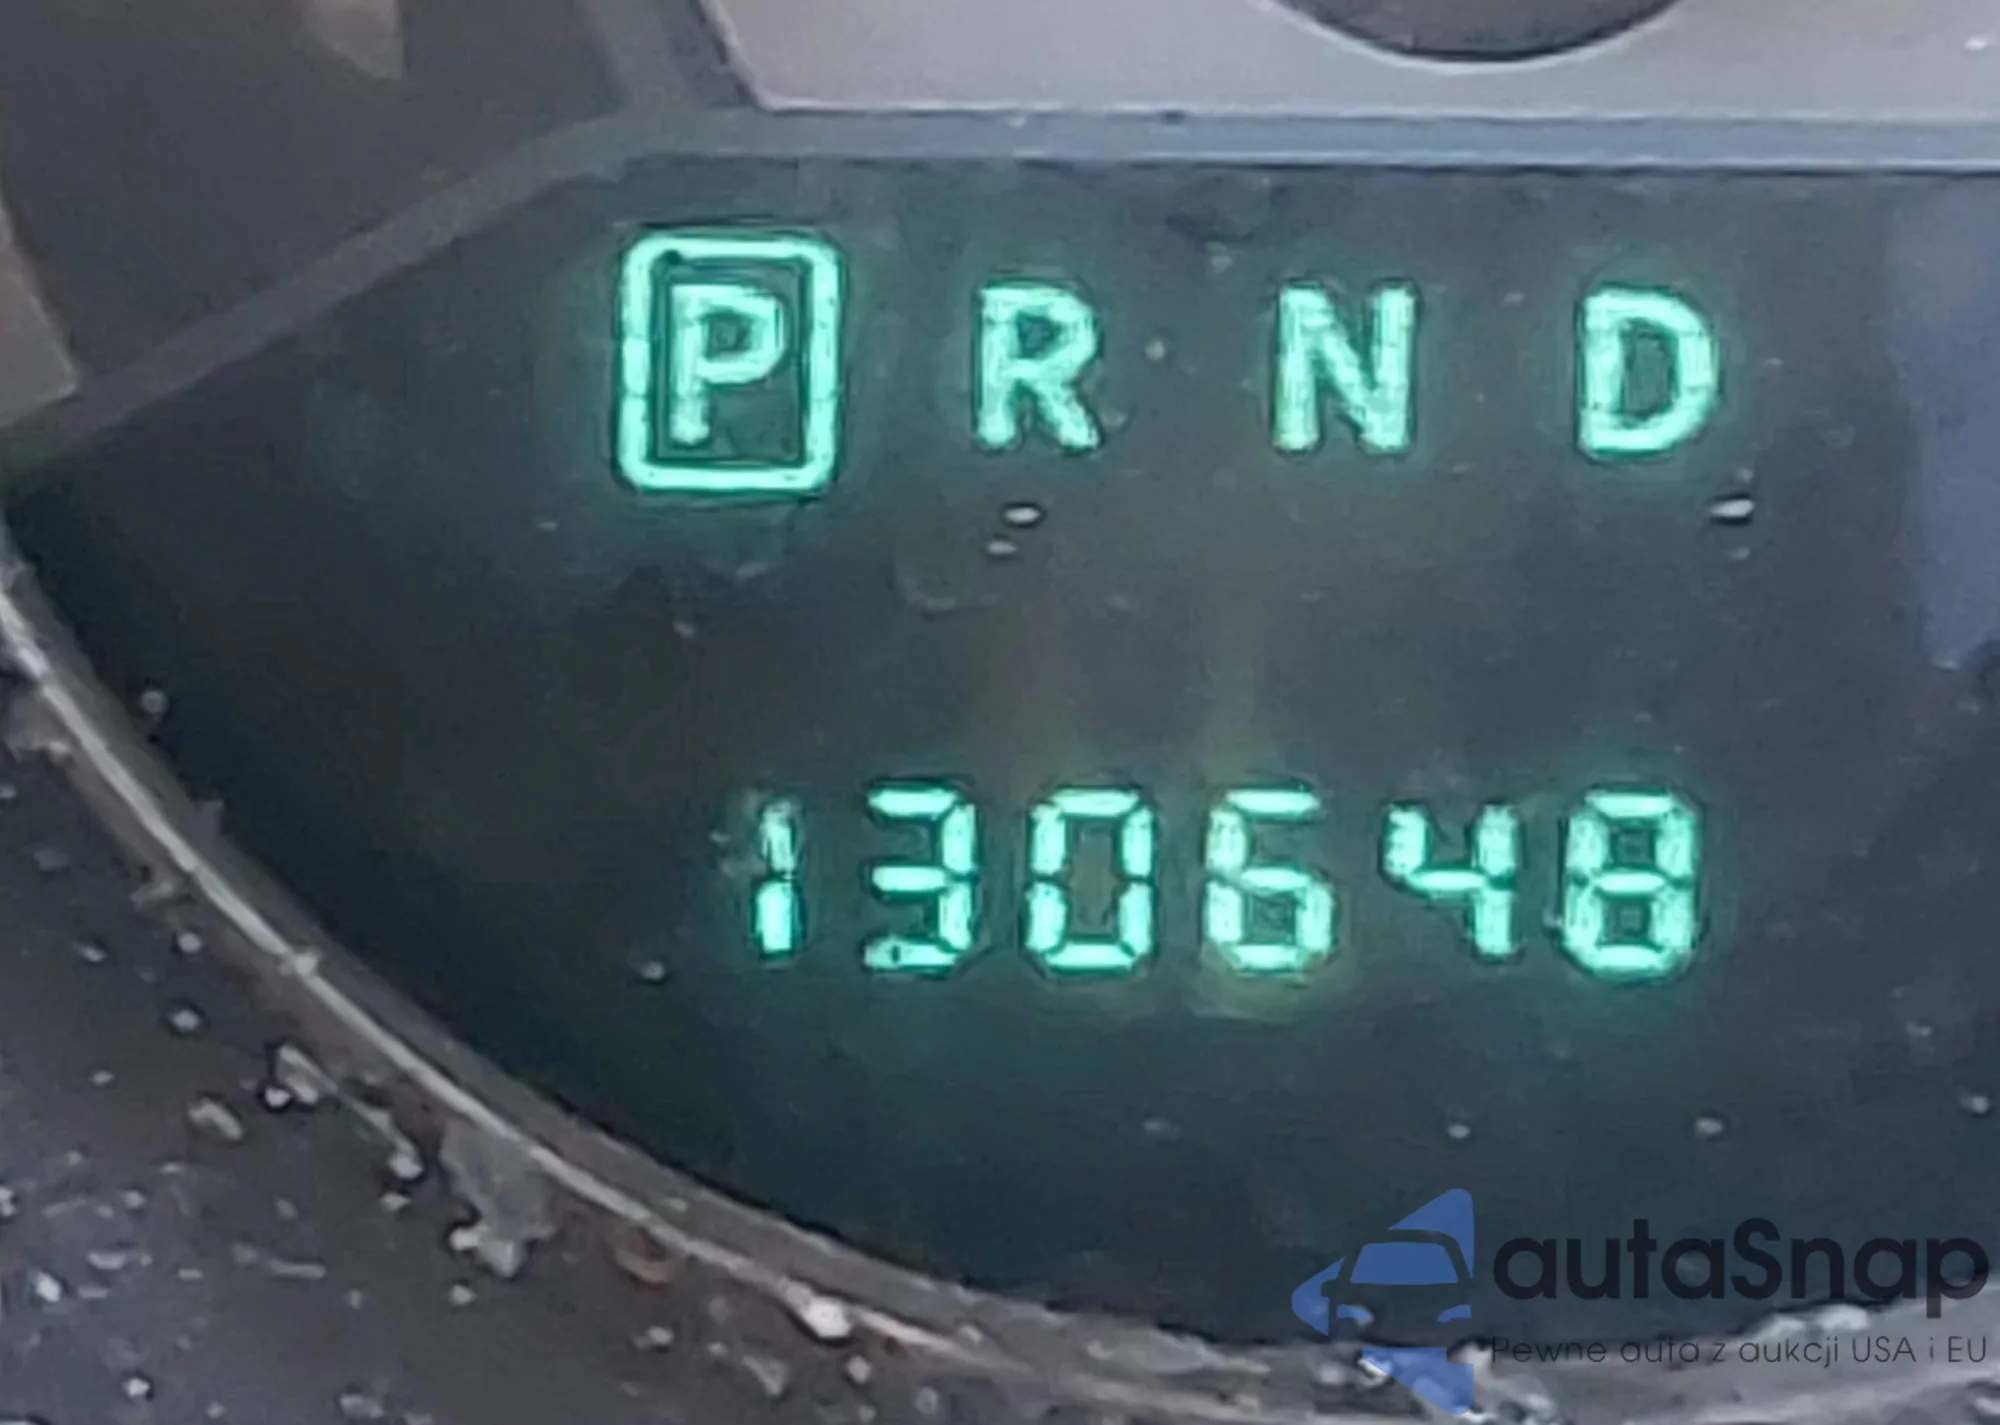 P R N D
130648
autaSnap
Pewne auta z aukcji USA i EU